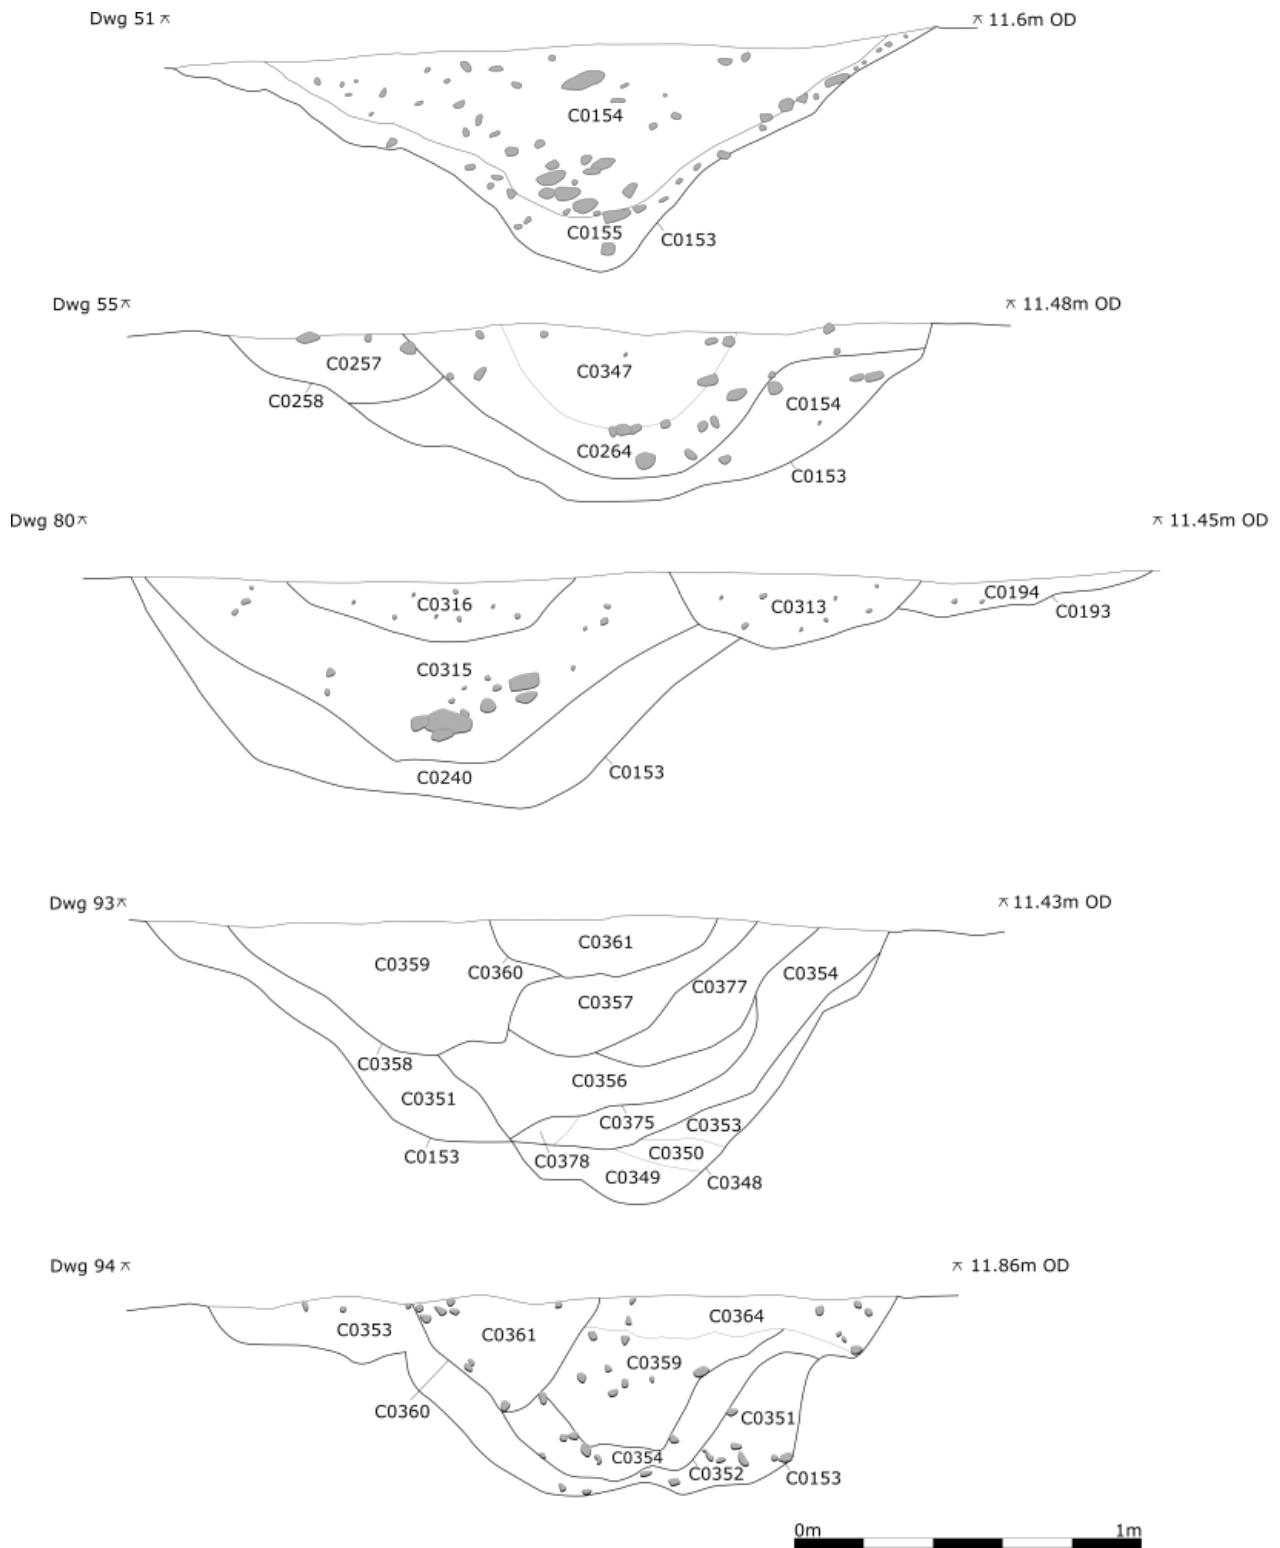 Dwg 51 11.6m OD
C0154
C0155
C0153
Dwg 55 11.48m OD
C0257
C0347
C0258
C0154
C0264
C0153
Dwg 80 11.45m OD
C0316
C0313
C0194
C0193
C0315
C0240
C0153
Dwg 93 11.43m OD
C0361
C0359
C0360
C0354
C0377
C0357
C0358
C0356
C0351
C0375
C0353
C0153
C0378
C0350
C0349
C0348
Dwg 94 11.86m OD
C0364
C0353
C0361
C0359
C0360
C0351
C0354
C0352
C0153
0m 1m